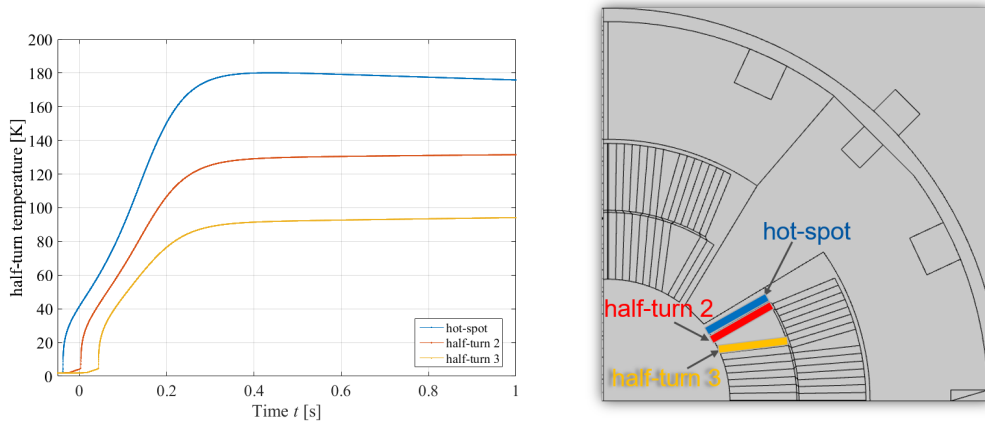 half-turn temperature [K]
200
180
160
140
120
100
80
60
40
20
0
hot-spot
half-turn 2
half-turn 3
0
0.2
0.4
0.6
0.8
1
Time t [s]
hot-spot
half-turn 2
half-turn 3